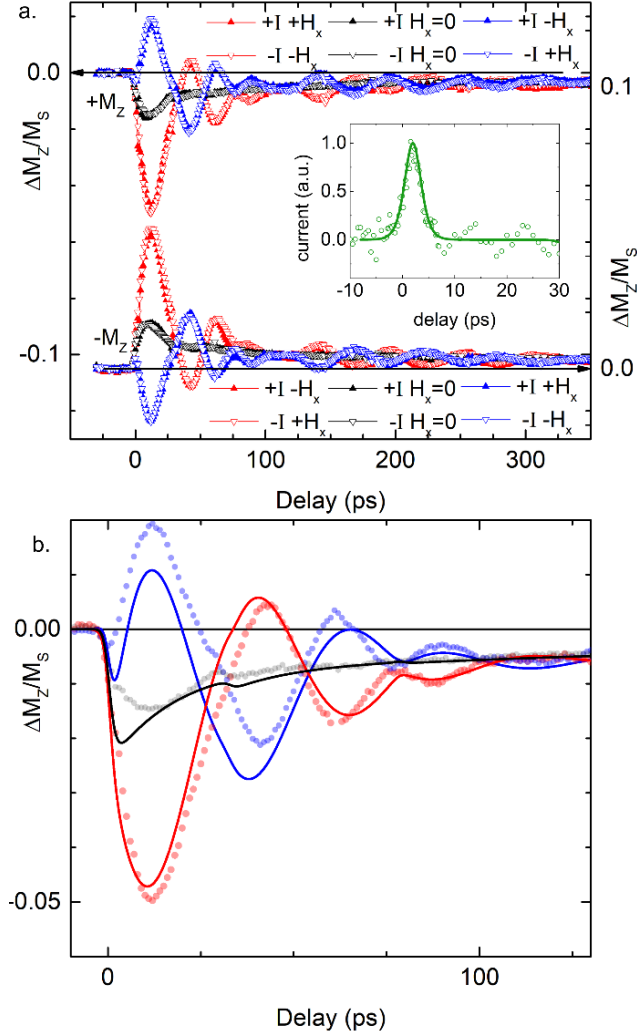 a.
+I +Hx +I Hx=0 +I -Hx
-I -Hx -I Hx=0 -I +Hx
0.0
0.1
+MZ
ΔMZ/MS
current (a.u.)
1.0
0.5
0.0
-10 0 10 20 30
delay (ps)
ΔMZ/MS
-MZ
-0.1
0.0
+I -Hx +I Hx=0 +I +Hx
-I +Hx -I Hx=0 -I -Hx
0 75 150 225 300
Delay (ps)
b.
0.00
ΔMZ/MS
-0.05
0 100
Delay (ps)